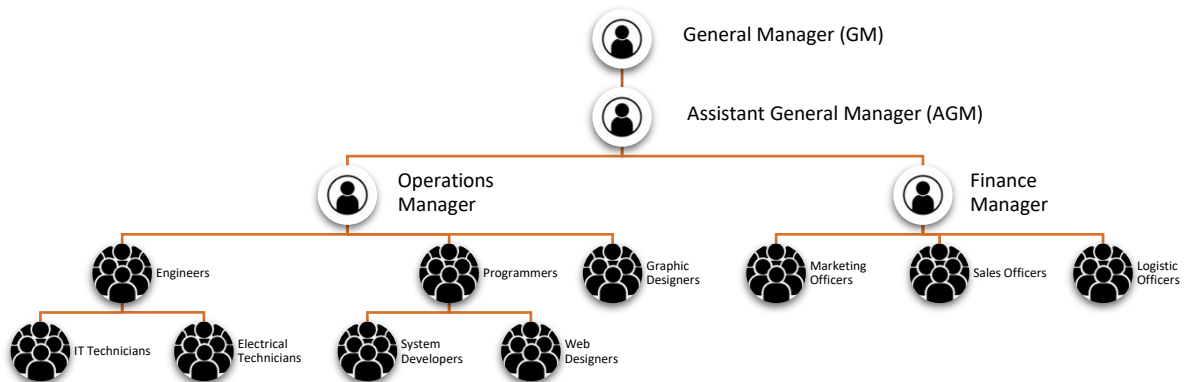 General Manager (GM)
Assistant General Manager (AGM)
Operations
Manager
Finance
Manager
Engineers
Programmers
Graphic
Designers
Marketing
Officers
Sales Officers
Logistic
Officers
IT Technicians
Electrical
Technicians
System
Developers
Web
Designers